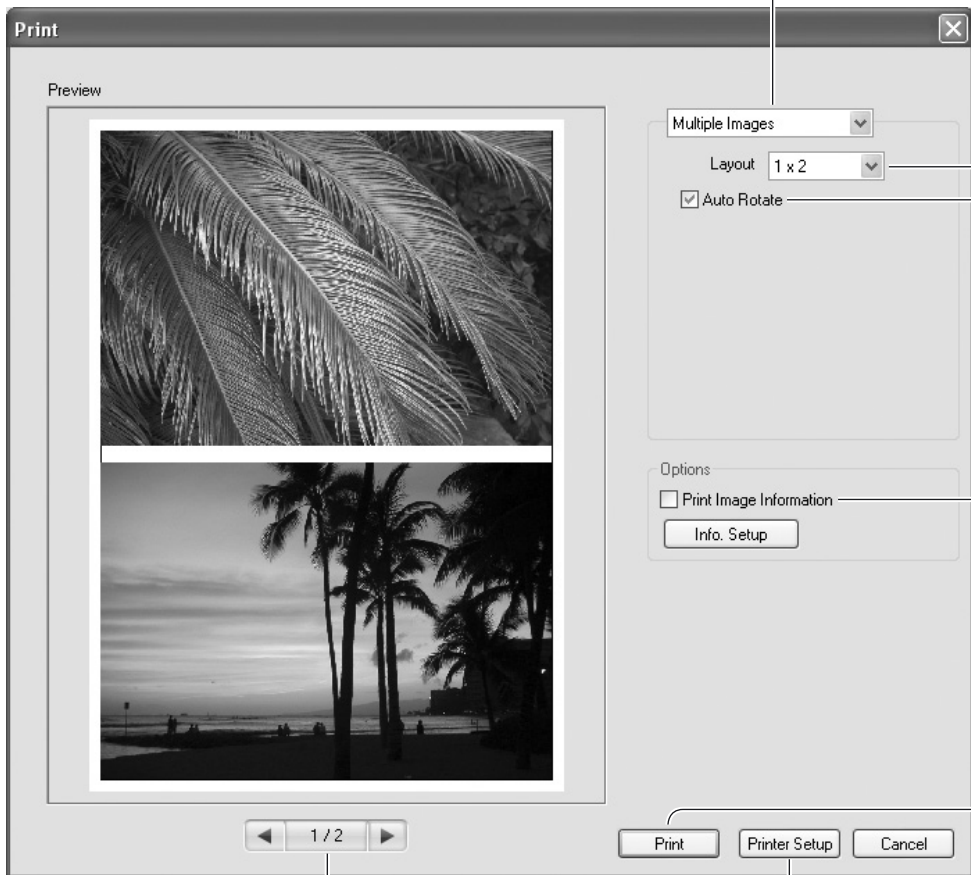 Print
Preview
Multiple Images
Layout 1 x 2
Auto Rotate
Options
Print Image Information
Info. Setup
1 / 2
Print Printer Setup Cancel